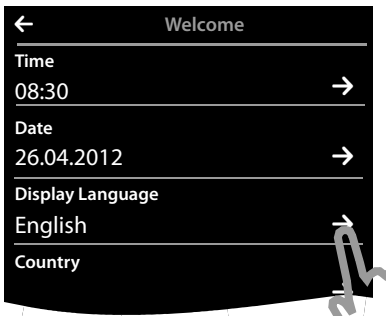 Welcome
Time
08:30
Date
26.04.2012
Display Language
English
Country